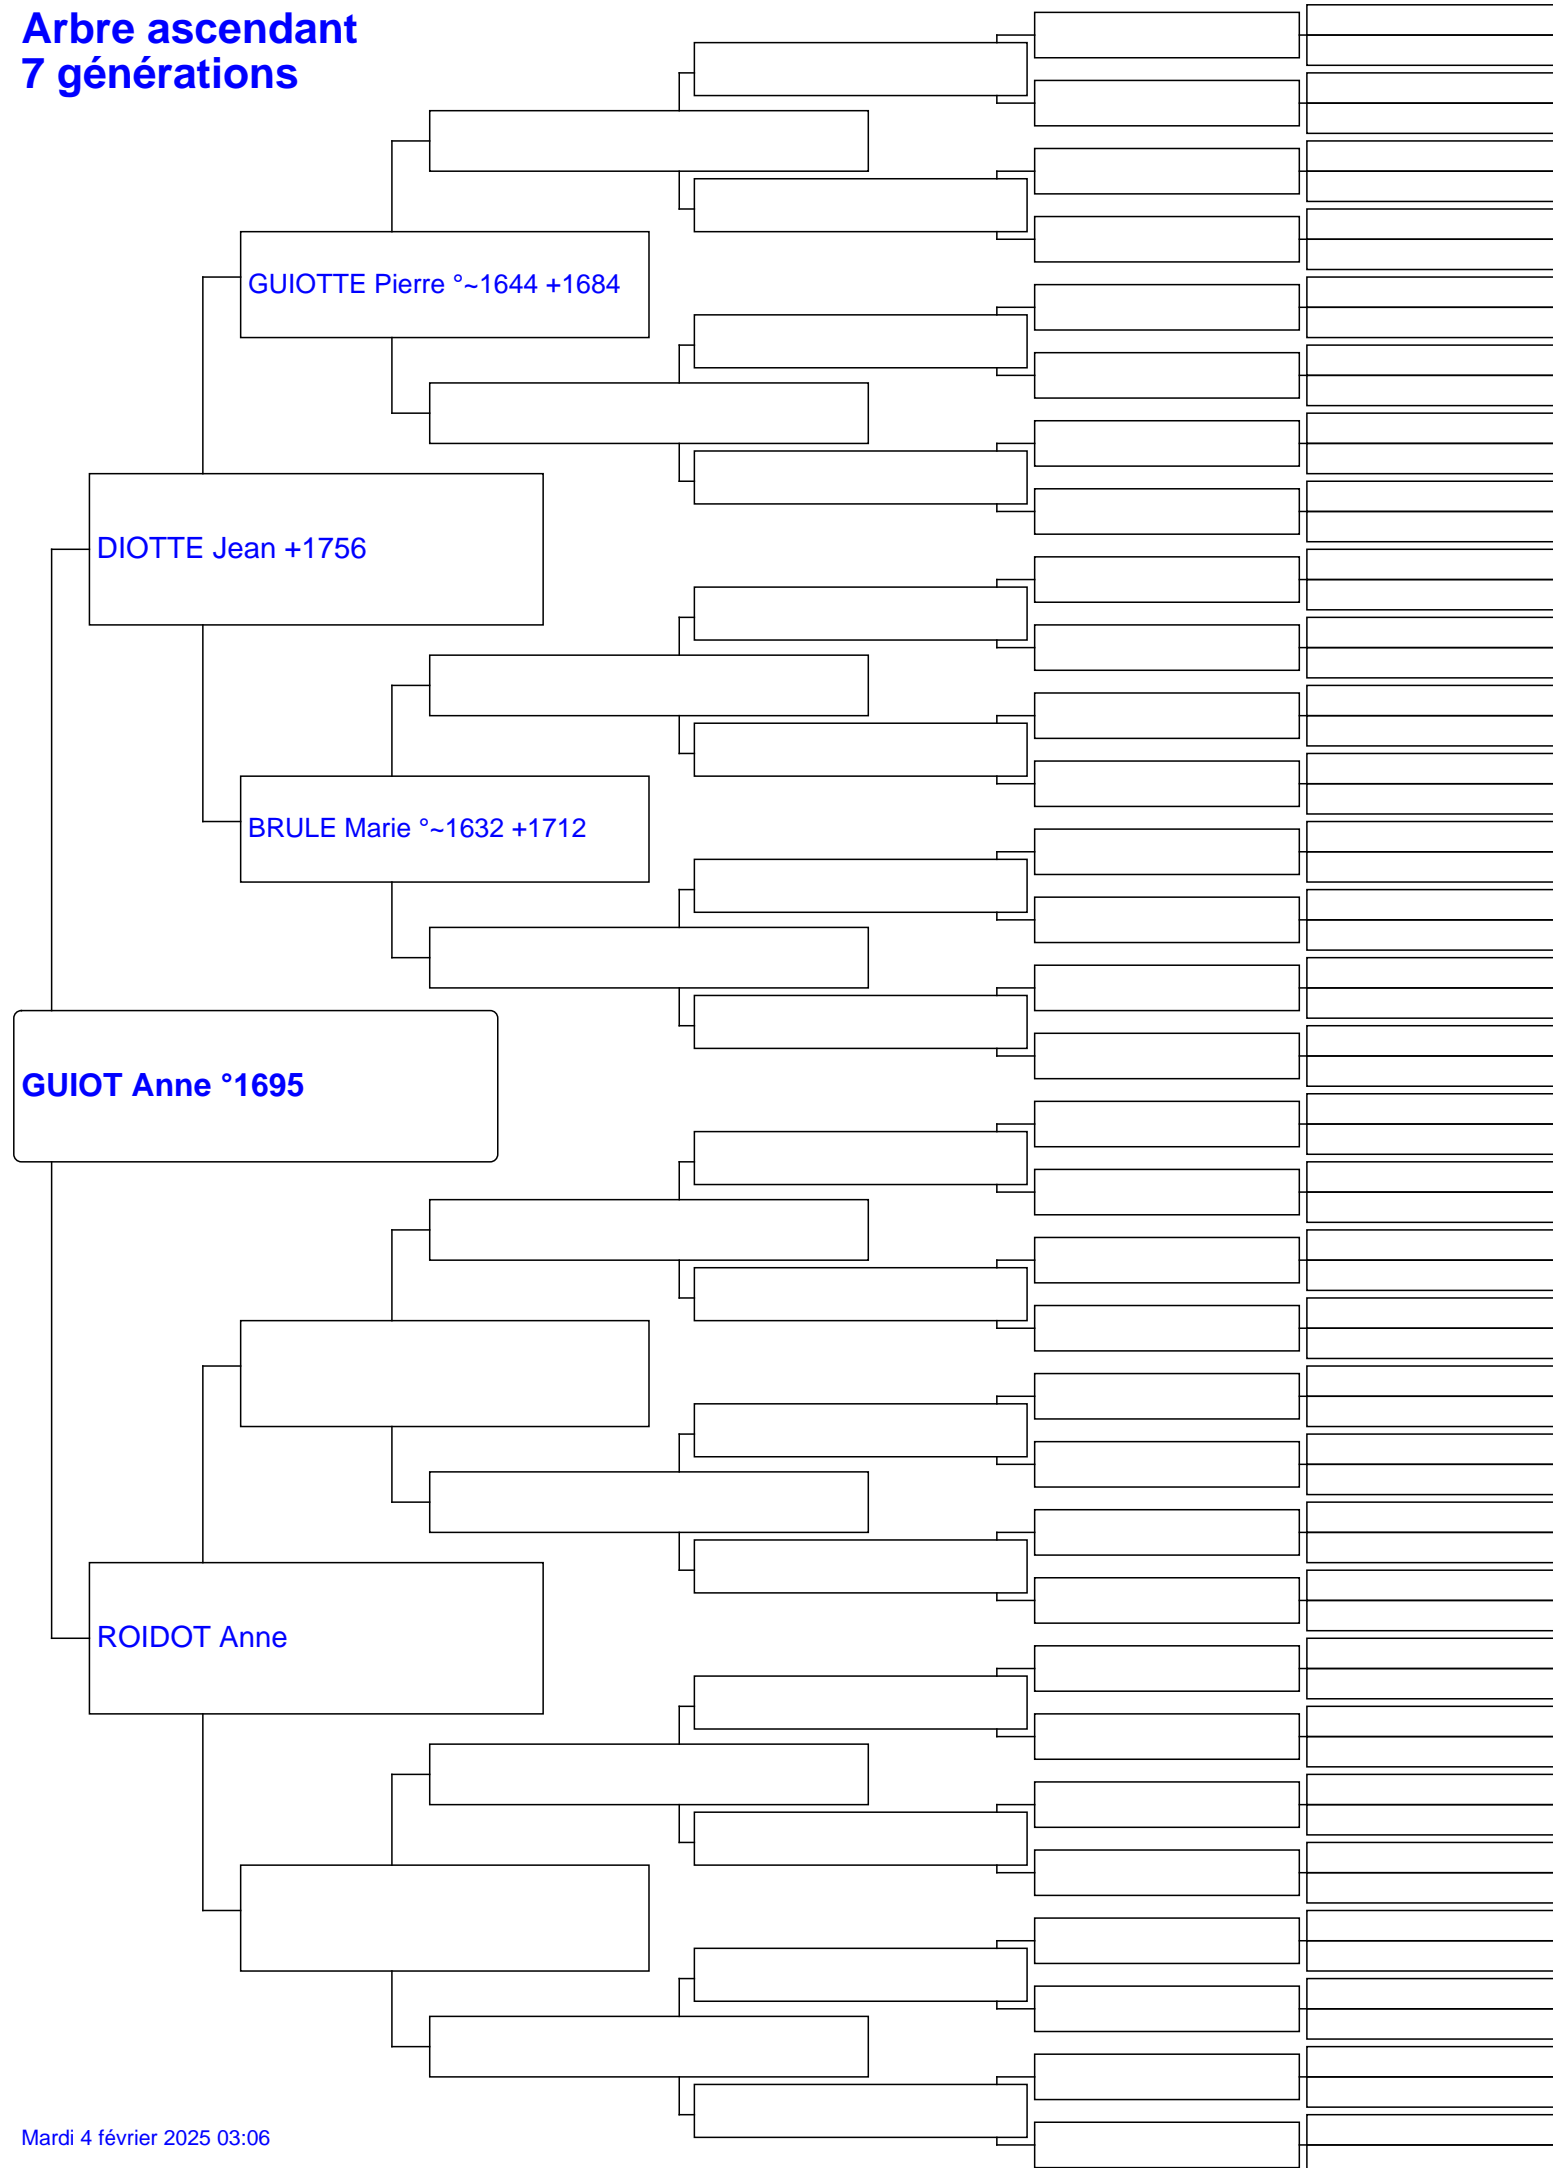 Arbre ascendant
7 générations
GUIOTTE Pierre °~1644 +1684
DIOTTE Jean +1756
BRULE Marie °~1632 +1712
GUIOT Anne °1695
ROIDOT Anne
Mardi 4 février 2025 03:06